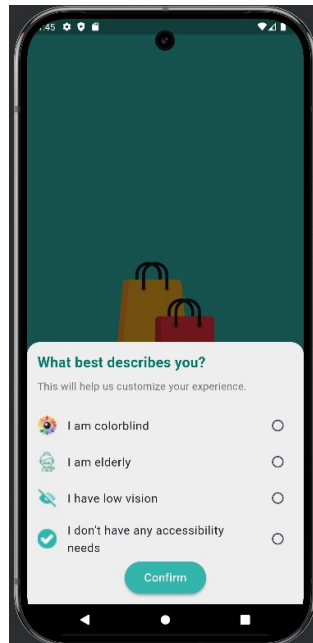 :45
What best describes you?
This will help us customize your experience.
I am colorblind
I am elderly
I have low vision
I don't have any accessibility
needs
Confirm